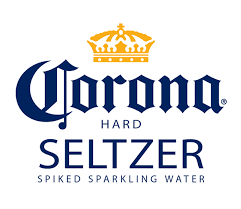 Corona®
HARD
SELTZER
SPIKED SPARKLING WATER